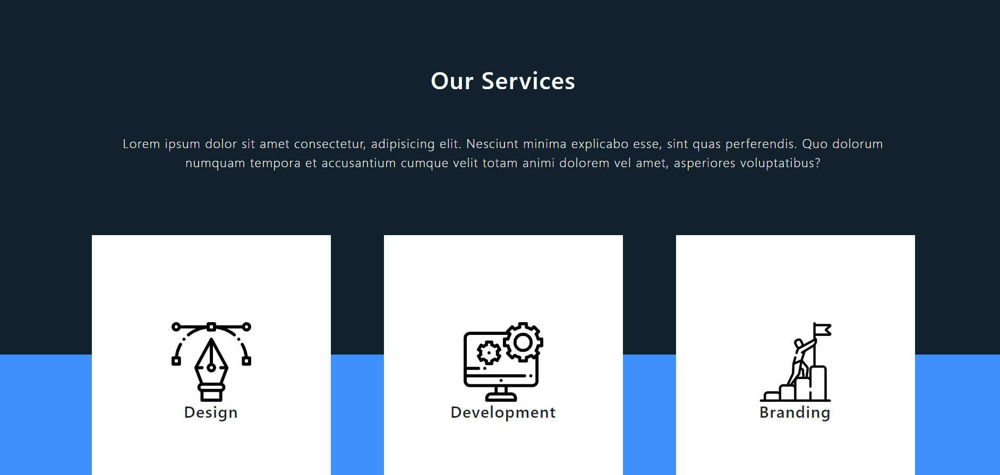 Our Services
Lorem ipsum dolor sit amet consectetur, adipisicing elit. Nesciunt minima explicabo esse, sint quas perferendis. Quo dolorum
numquam tempora et accusantium cumque velit totam animi dolorem vel amet, asperiores voluptatibus?
Design
Development
Branding